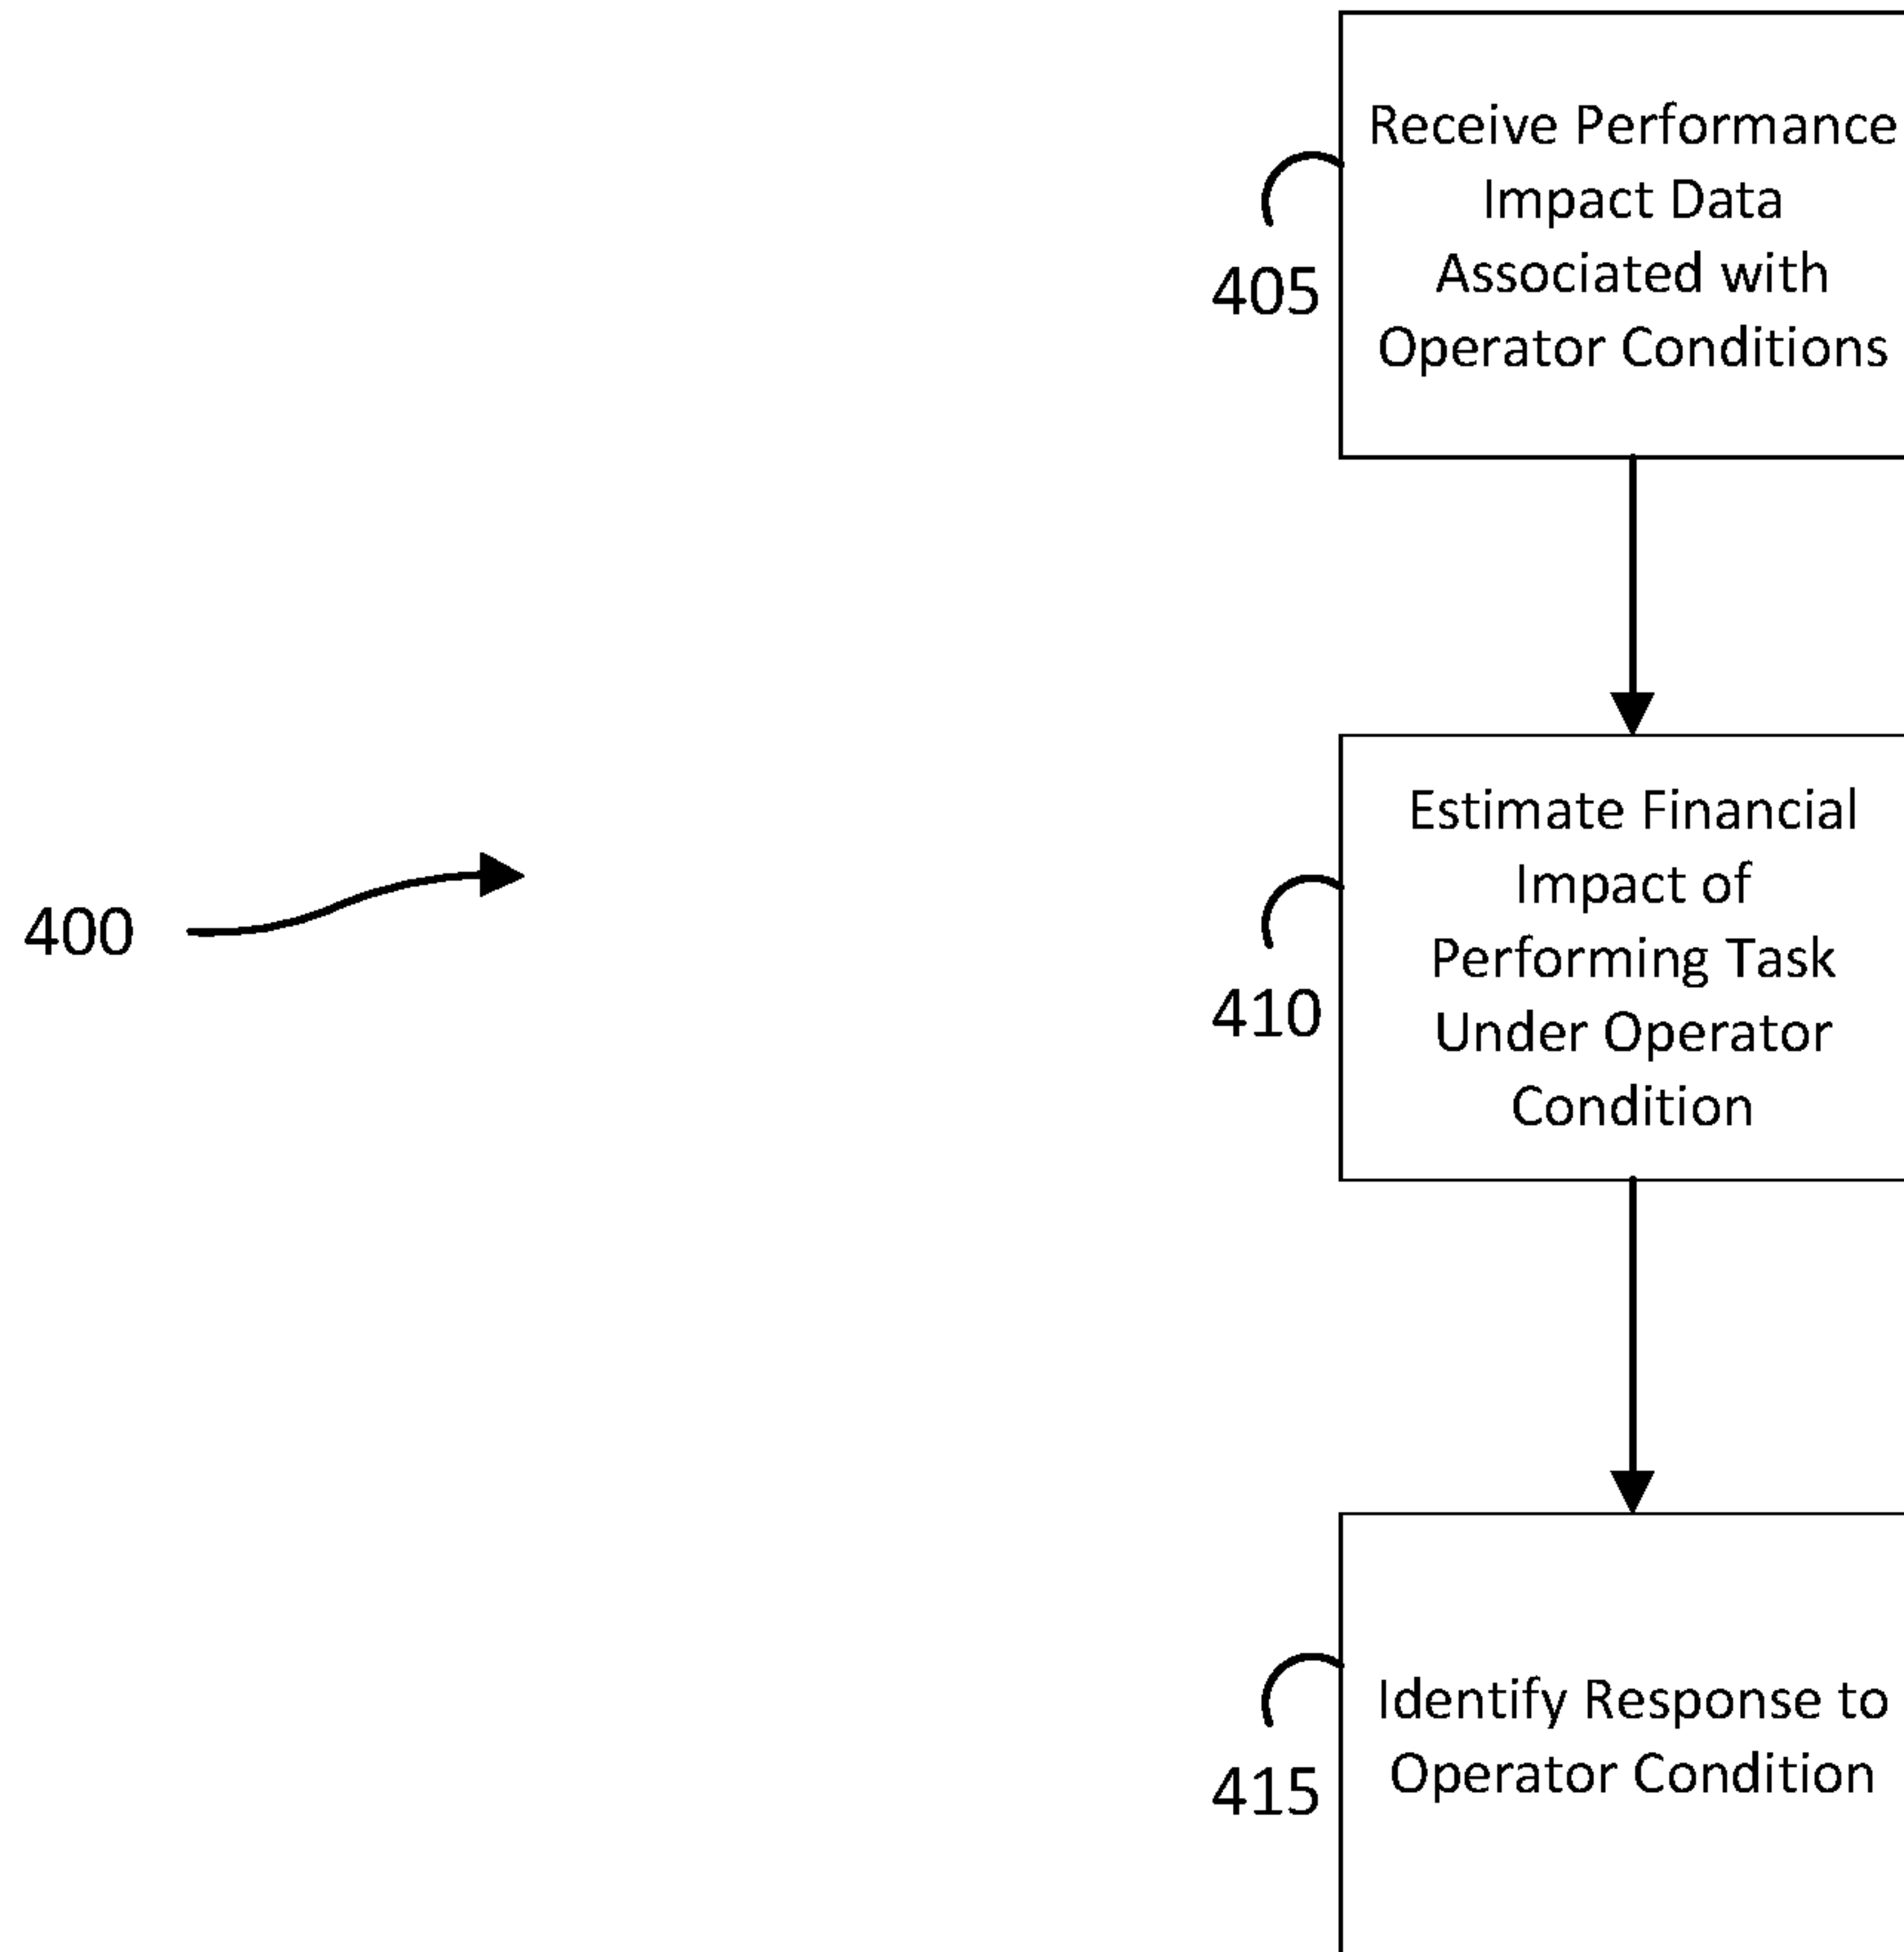 Receive Performance
Impact Data
Associated with
Operator Conditions
405
Estimate Financial
Impact of
Performing Task
Under Operator
Condition
400
410
Identify Response to
Operator Condition
415